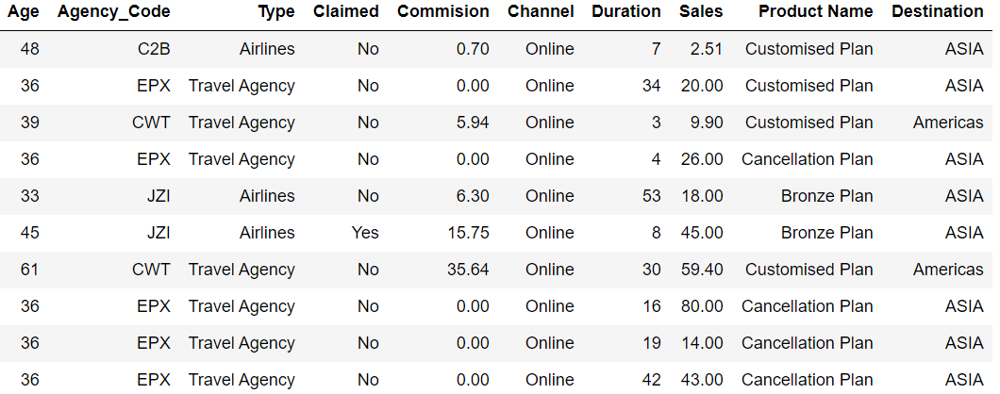 Age Agency_Code Type Claimed Commision Channel Duration Sales Product Name Destination
48 C2B Airlines No 0.70 Online 7 2.51 Customised Plan ASIA
36 EPX Travel Agency No 0.00 Online 34 20.00 Customised Plan ASIA
39 CWT Travel Agency No 5.94 Online 3 9.90 Customised Plan Americas
36 EPX Travel Agency No 0.00 Online 4 26.00 Cancellation Plan ASIA
33 JZI Airlines No 6.30 Online 53 18.00 Bronze Plan ASIA
45 JZI Airlines Yes 15.75 Online 8 45.00 Bronze Plan ASIA
61 CWT Travel Agency No 35.64 Online 30 59.40 Customised Plan Americas
36 EPX Travel Agency No 0.00 Online 16 80.00 Cancellation Plan ASIA
36 EPX Travel Agency No 0.00 Online 19 14.00 Cancellation Plan ASIA
36 EPX Travel Agency No 0.00 Online 42 43.00 Cancellation Plan ASIA